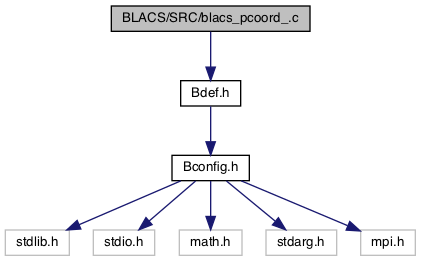 BLACS/SRC/blacs_pcoord_.c
Bdef.h
Bconfig.h
stdlib.h
stdio.h
math.h
stdarg.h
mpi.h